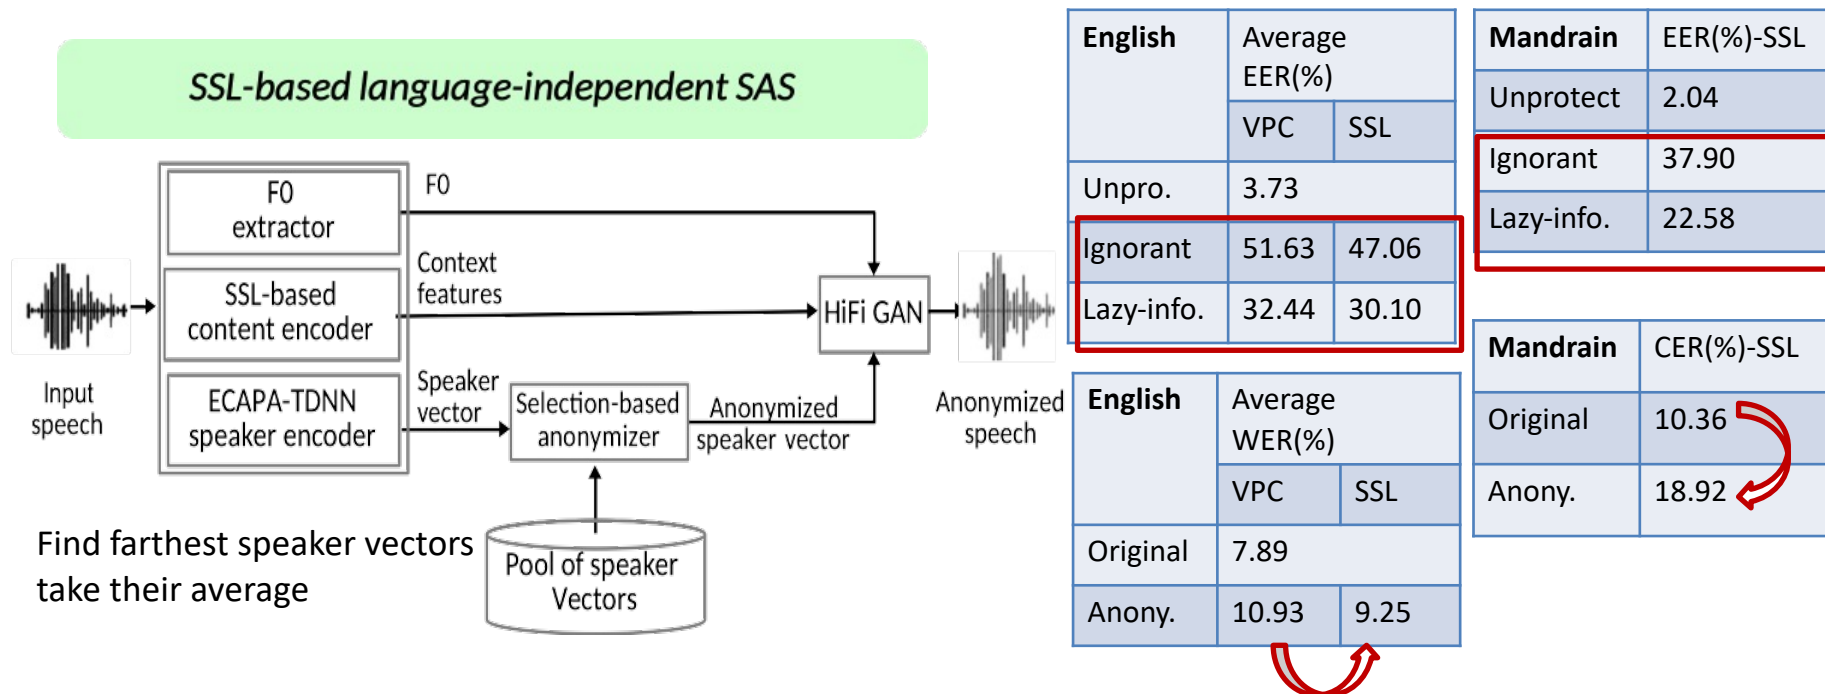 SSL-based language-independent SAS
F0
extractor
F0
SSL-based
content encoder
Context
features
ECAPA-TDNN
speaker encoder
Speaker
vector
Input
speech
Selection-based
anonymizer
Anonymized
speaker vector
HiFi GAN
Anonymized
speech
Pool of speaker
Vectors
Find farthest speaker vectors
take their average
English Average
EER(%)
VPC SSL
Unpro. 3.73
Ignorant 51.63 47.06
Lazy-info. 32.44 30.10
English Average
WER(%)
VPC SSL
Original 7.89
Anony. 10.93 9.25
Mandrain EER(%)-SSL
Unprotect 2.04
Ignorant 37.90
Lazy-info. 22.58
Mandrain CER(%)-SSL
Original 10.36
Anony. 18.92